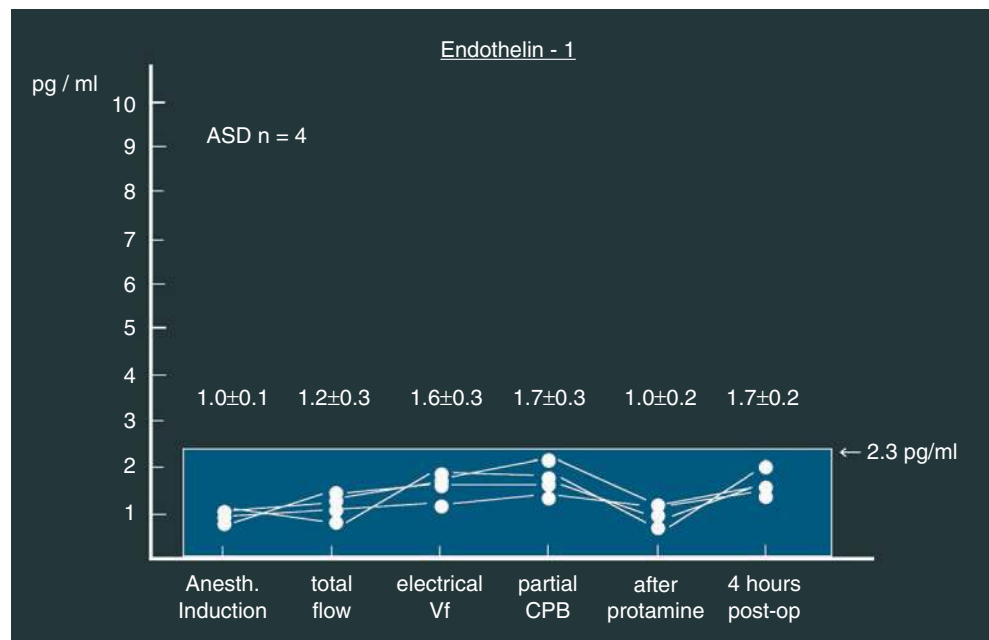 Endothelin - 1
pg / ml
10
ASD n = 4
9
8
7
6
5
4
1.0±0.1 1.2±0.3 1.6±0.3 1.7±0.3 1.0±0.2 1.7±0.2
3
← 2.3 pg/ml
2
1
Anesth. total electrical partial after 4 hours
Induction flow Vf CPB protamine post-op